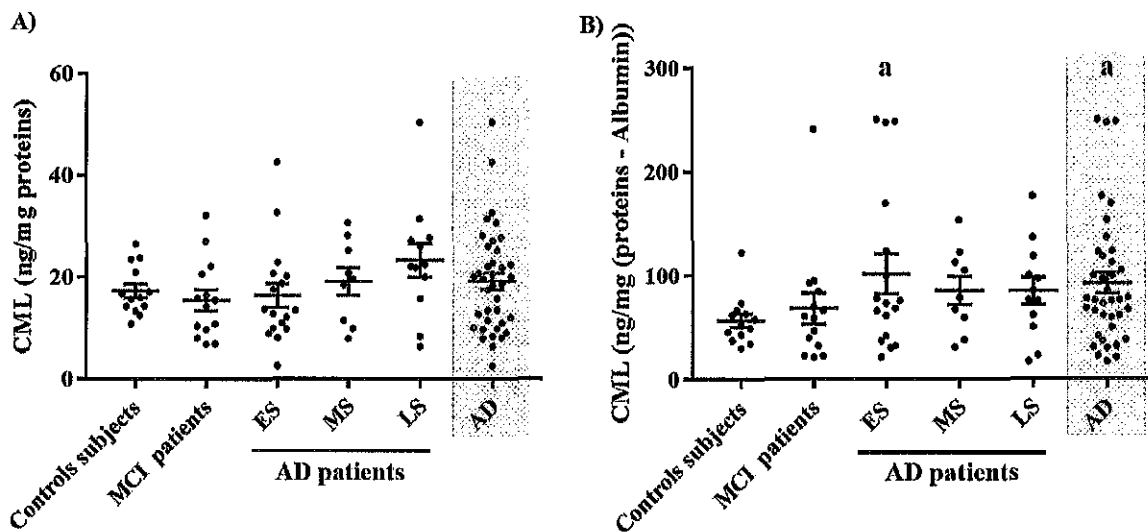 A)
CML (ng/mg proteins)
60
40
20
0
Controls subjects
MCI patients
ES
MS
LS
AD
AD patients
B)
CML (ng/mg (proteins - Albumin))
300
200
100
0
a
a
Controls subjects
MCI patients
ES
MS
LS
AD
AD patients